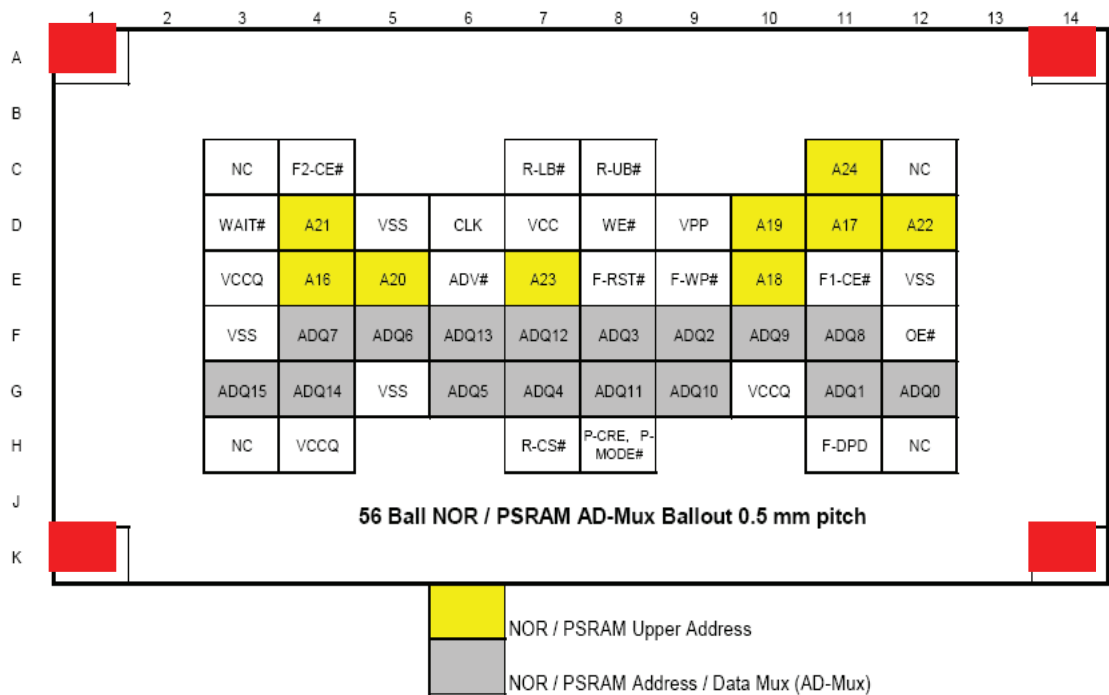 1 2 3 4 5 6 7 8 9 10 11 12 13 14
A
B
C NC F2-CE# R-LB# R-UB# A24 NC
D WAIT# A21 VSS CLK VCC WE# VPP A19 A17 A22
E VCCQ A16 A20 ADV# A23 F-RST# F-WP# A18 F1-CE# VSS
F VSS ADQ7 ADQ6 ADQ13 ADQ12 ADQ3 ADQ2 ADQ9 ADQ8 OE#
G ADQ15 ADQ14 VSS ADQ5 ADQ4 ADQ11 ADQ10 VCCQ ADQ1 ADQ0
H NC VCCQ R-CS# P-CRE, P-MODE# F-DPD NC
J
56 Ball NOR / PSRAM AD-Mux Ballout 0.5 mm pitch
K
NOR / PSRAM Upper Address
NOR / PSRAM Address / Data Mux (AD-Mux)